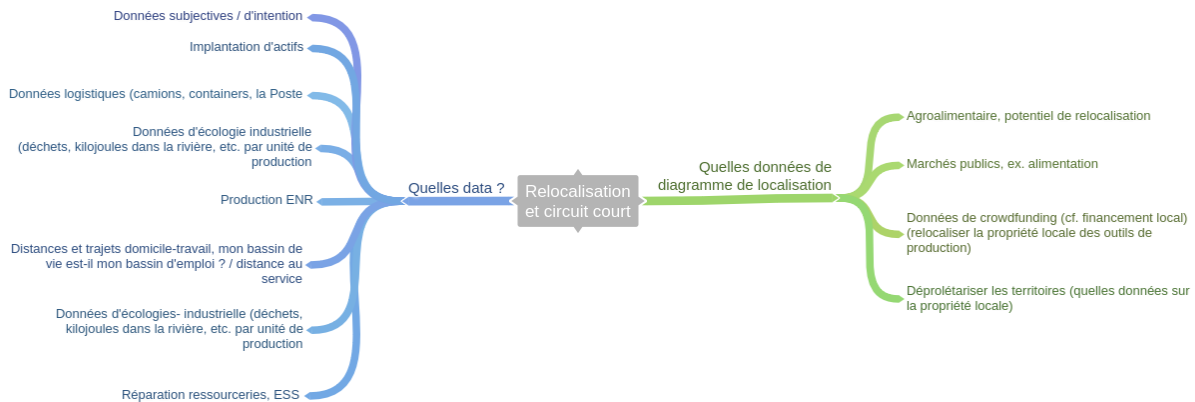 Données subjectives / d'intention
Implantation d'actifs
Données logistiques (camions, containers, la Poste
Données d'écologie industrielle
(déchets, kilojoules dans la rivière, etc. par unité de
production
Production ENR
Distances et trajets domicile-travail, mon bassin de
vie est-il mon bassin d'emploi ? / distance au
service
Données d'écologies- industrielle (déchets,
kilojoules dans la rivière, etc. par unité de
production
Réparation ressourceries, ESS
Quelles data ?
Relocalisation
et circuit court
Quelles données de
diagramme de localisation
Agroalimentaire, potentiel de relocalisation
Marchés publics, ex. alimentation
Données de crowdfunding (cf. financement local)
(relocaliser la propriété locale des outils de
production)
Déprolétariser les territoires (quelles données sur
la propriété locale)